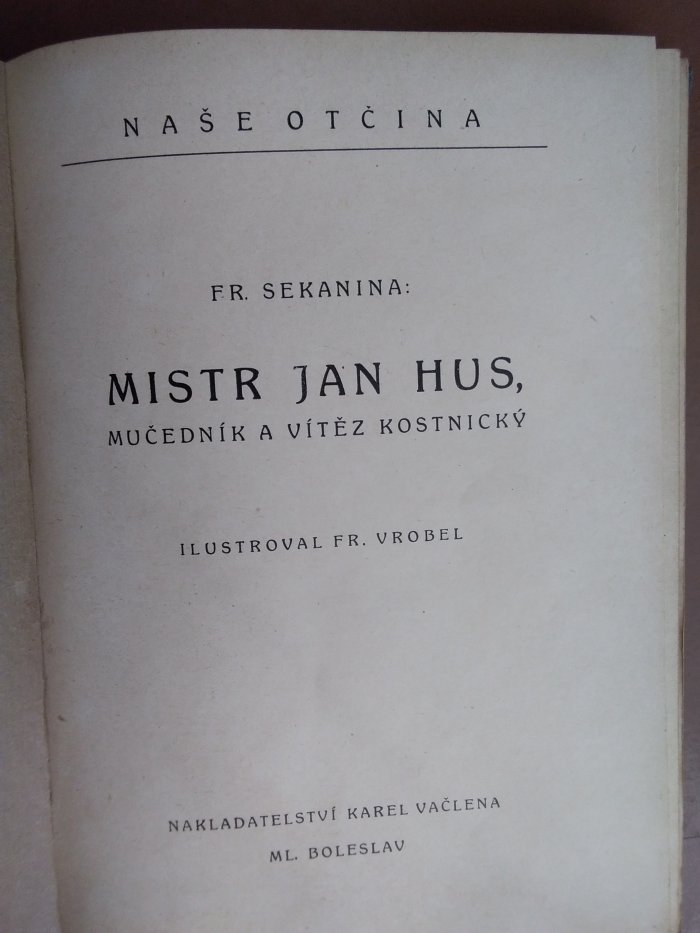 NAŠE OTČINA
FR. SEKANINA:
MISTR JAN HUS,
MUČEDNÍK A VÍTĚZ KOSTNICKÝ
ILUSTROVAL FR. VROBEL
NAKLADATELSTVÍ KAREL VAČLENA
ML. BOLESLAV